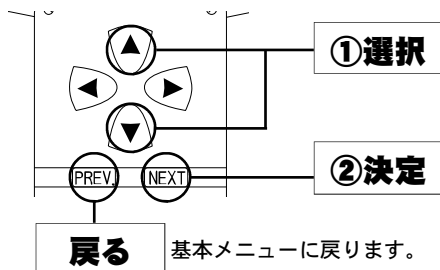 ①選択
PREV.
NEXT
②決定
戻る
基本メニューに戻ります。